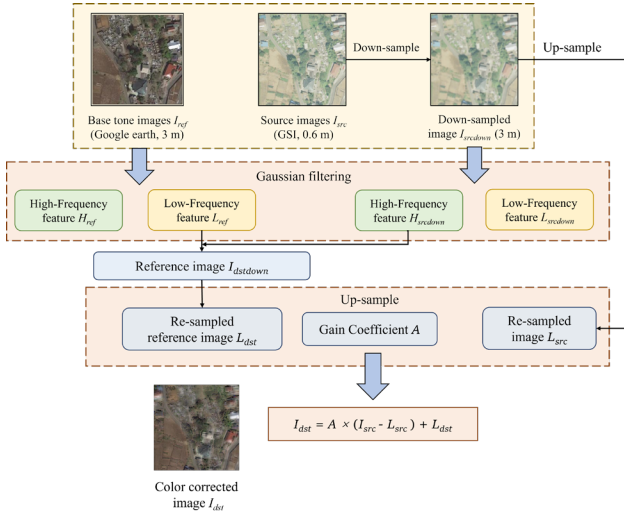 Down-sample
Up-sample
Base tone images I_ref
(Google earth, 3 m)
Source images I_src
(GSI, 0.6 m)
Down-sampled
image I_srcdown (3 m)
Gaussian filtering
High-Frequency
feature H_ref
Low-Frequency
feature L_ref
High-Frequency
feature H_srcdown
Low-Frequency
feature L_srcdown
Reference image I_dstdown
Up-sample
Re-sampled
reference image L_dst
Gain Coefficient A
Re-sampled
image L_src
I_dst = A × (I_src - L_src) + L_dst
Color corrected
image I_dst